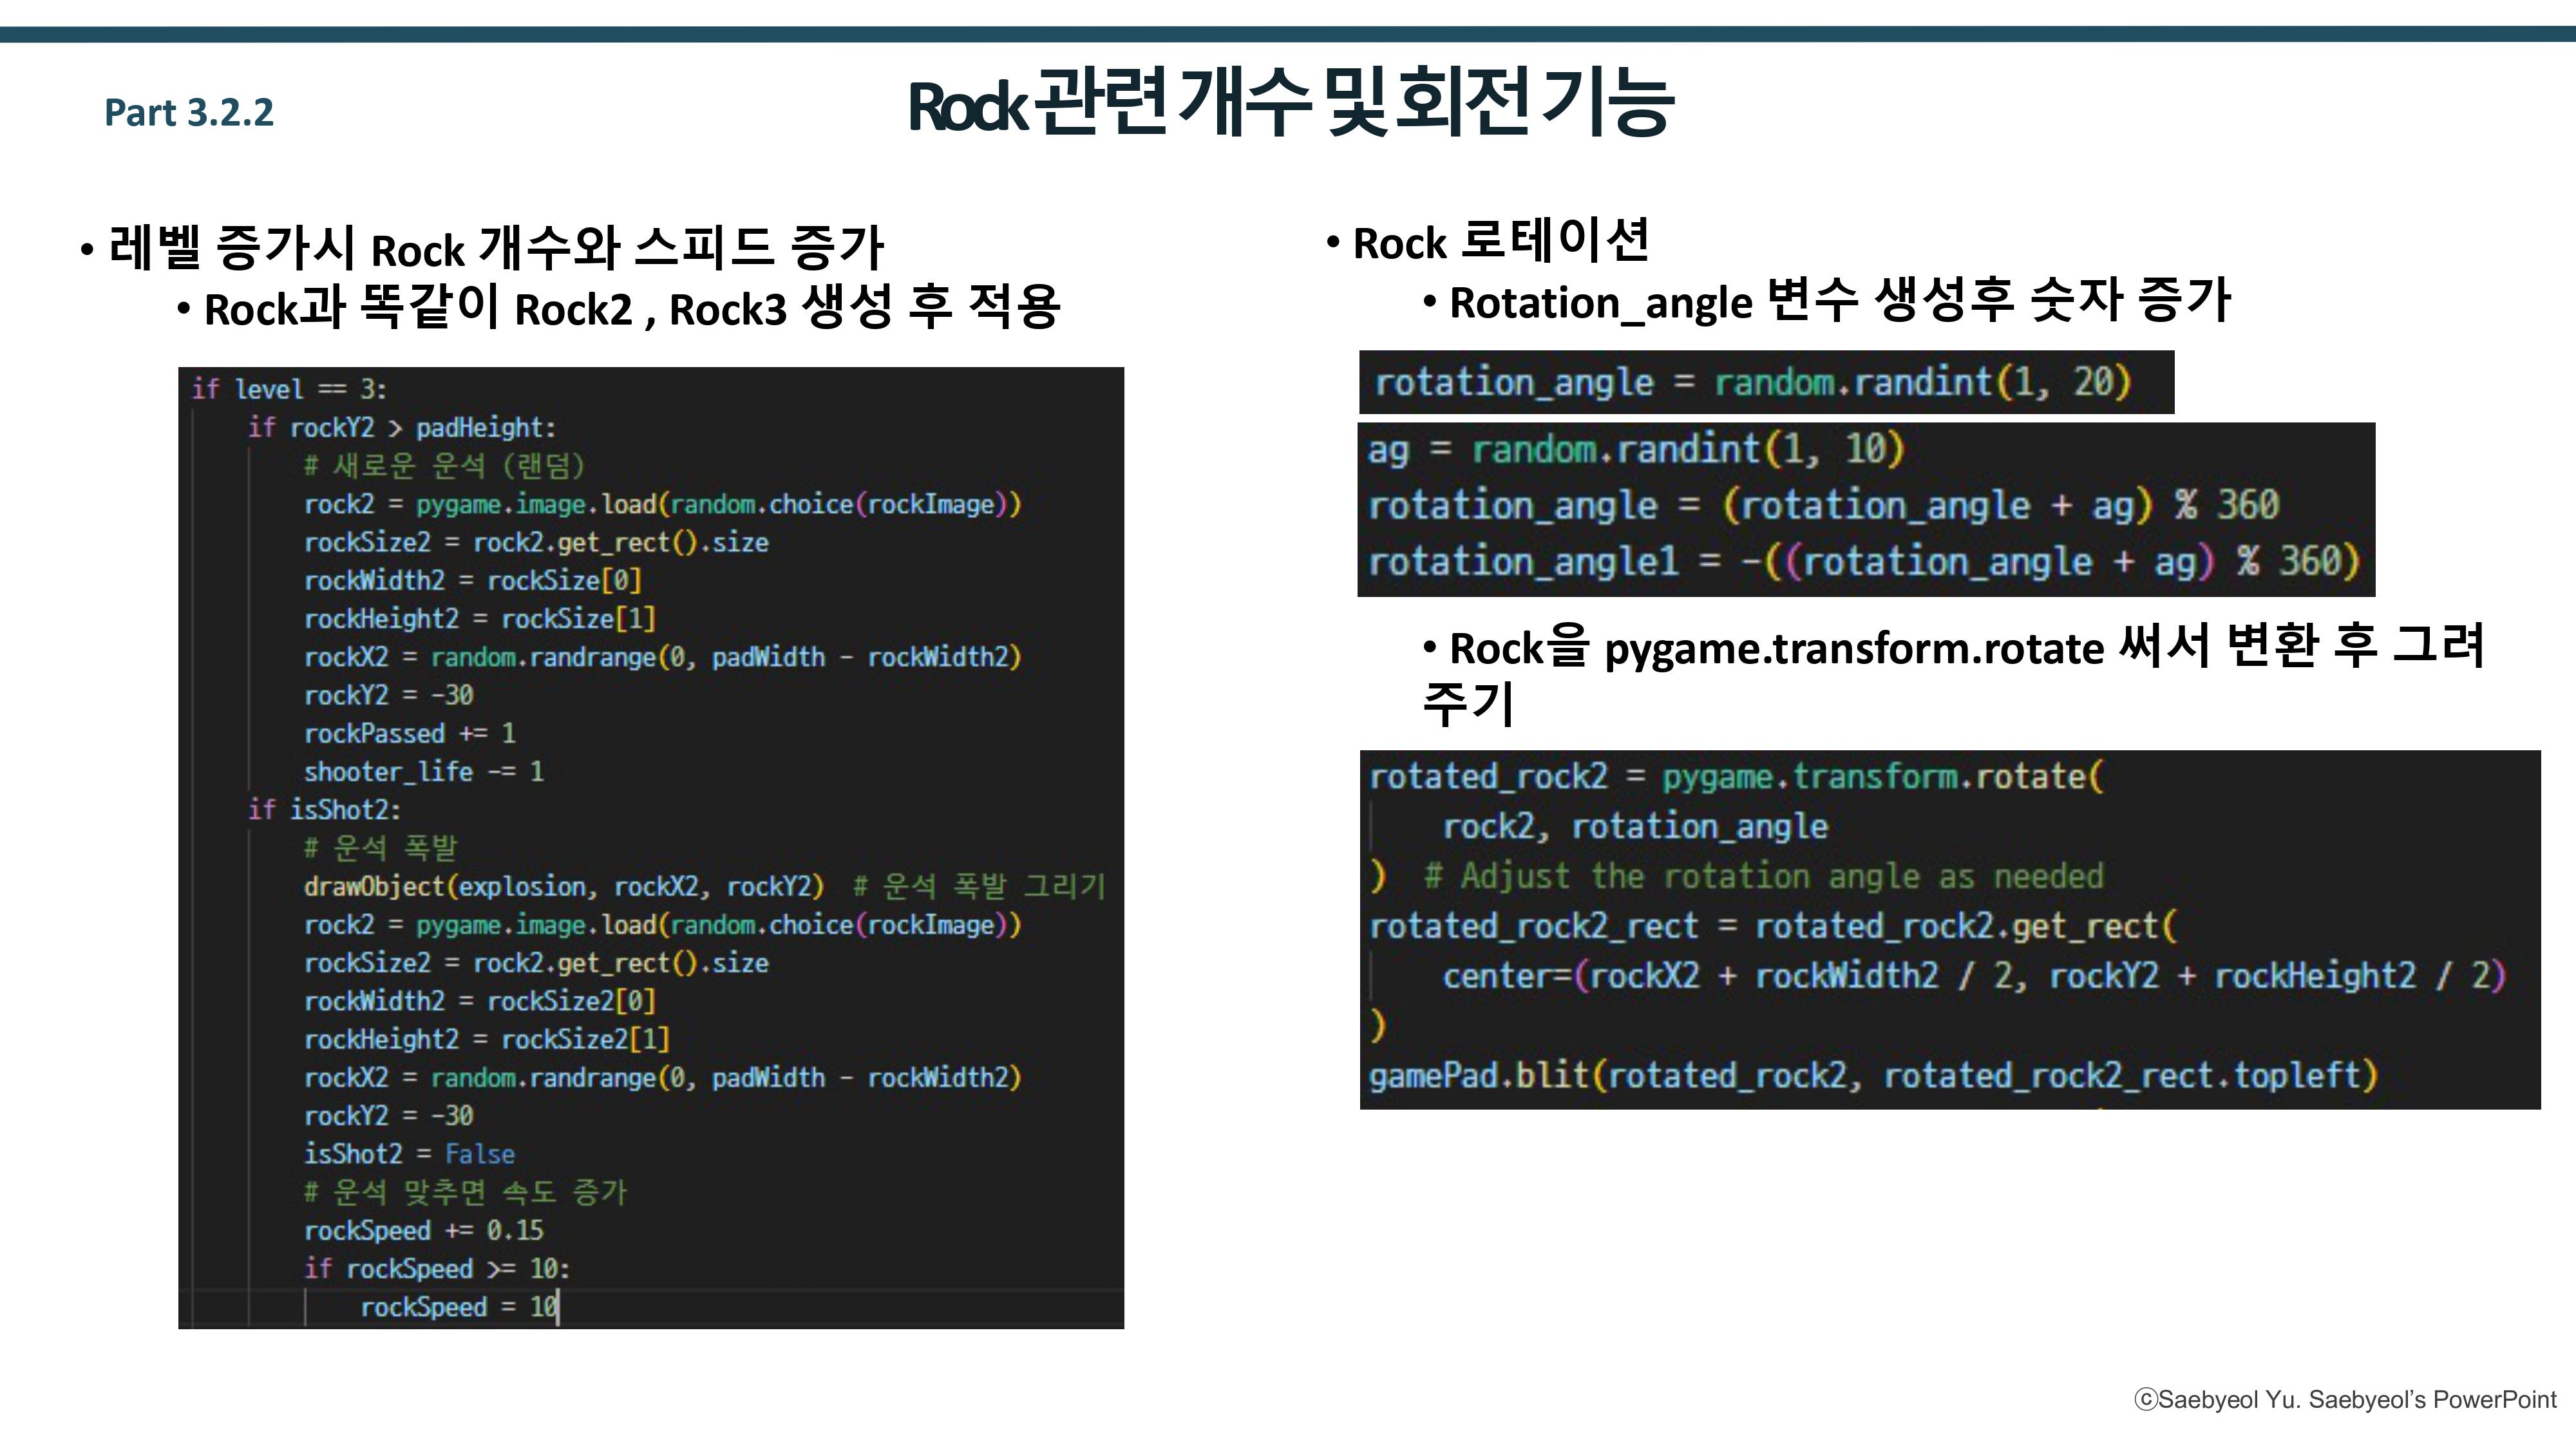 Part 3.2.2
Rock 관련 개수 및 회전 기능
• 레벨 증가시 Rock 개수와 스피드 증가
• Rock과 똑같이 Rock2 , Rock3 생성 후 적용
if level == 3:
if rockY2 > padHeight:
# 새로운 운석 (랜덤)
rock2 = pygame.image.load(random.choice(rockImage))
rockSize2 = rock2.get_rect().size
rockWidth2 = rockSize[0]
rockHeight2 = rockSize[1]
rockX2 = random.randrange(0, padWidth - rockWidth2)
rockY2 = -30
rockPassed += 1
shooter_life -= 1
if isShot2:
# 운석 폭발
drawObject(explosion, rockX2, rockY2)  # 운석 폭발 그리기
rock2 = pygame.image.load(random.choice(rockImage))
rockSize2 = rock2.get_rect().size
rockWidth2 = rockSize2[0]
rockHeight2 = rockSize2[1]
rockX2 = random.randrange(0, padWidth - rockWidth2)
rockY2 = -30
isShot2 = False
# 운석 맞추면 속도 증가
rockSpeed += 0.15
if rockSpeed >= 10:
rockSpeed = 10
• Rock 로테이션
• Rotation_angle 변수 생성후 숫자 증가
rotation_angle = random.randint(1, 20)
ag = random.randint(1, 10)
rotation_angle = (rotation_angle + ag) % 360
rotation_angle1 = -((rotation_angle + ag) % 360)
• Rock을 pygame.transform.rotate 써서 변환 후 그려
주기
rotated_rock2 = pygame.transform.rotate(
rock2, rotation_angle
)  # Adjust the rotation angle as needed
rotated_rock2_rect = rotated_rock2.get_rect(
center=(rockX2 + rockWidth2 / 2, rockY2 + rockHeight2 / 2)
)
gamePad.blit(rotated_rock2, rotated_rock2_rect.topleft)
ⓒSaebyeol Yu. Saebyeol’s PowerPoint